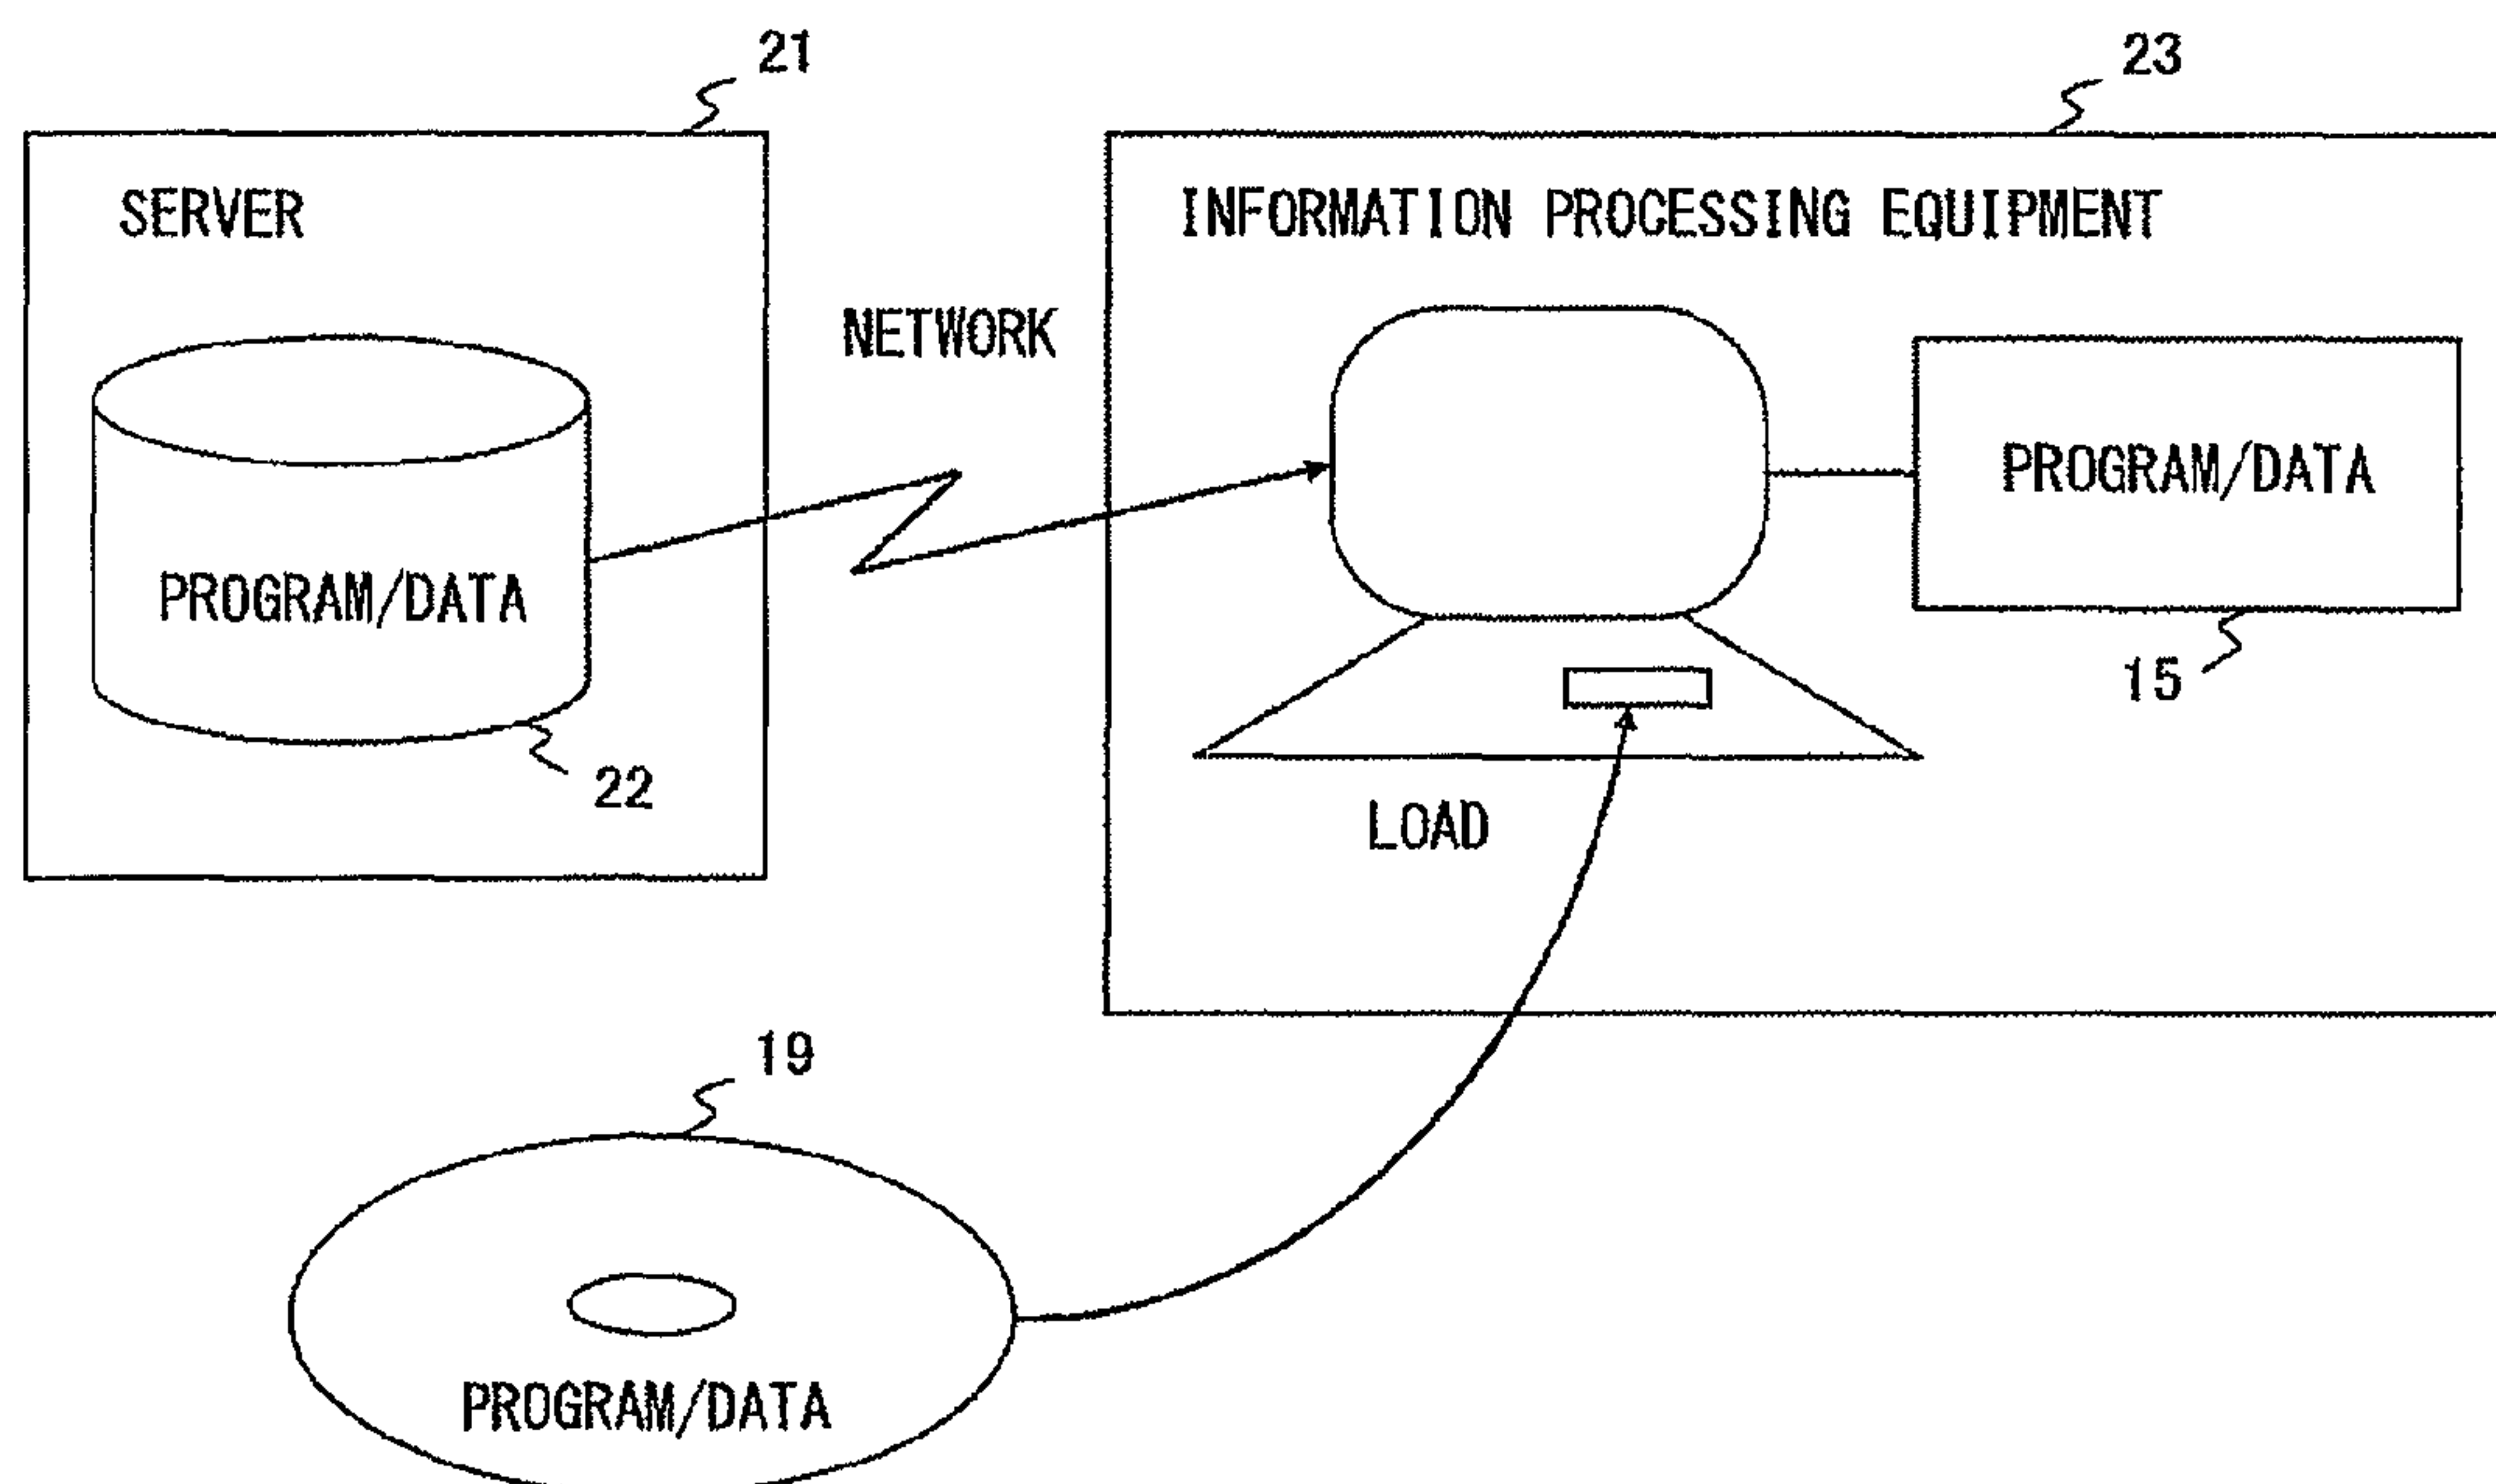 21
23
SERVER
INFORMATION PROCESSING EQUIPMENT
NETWORK
PROGRAM/DATA
PROGRAM/DATA
15
22
LOAD
19
PROGRAM/DATA